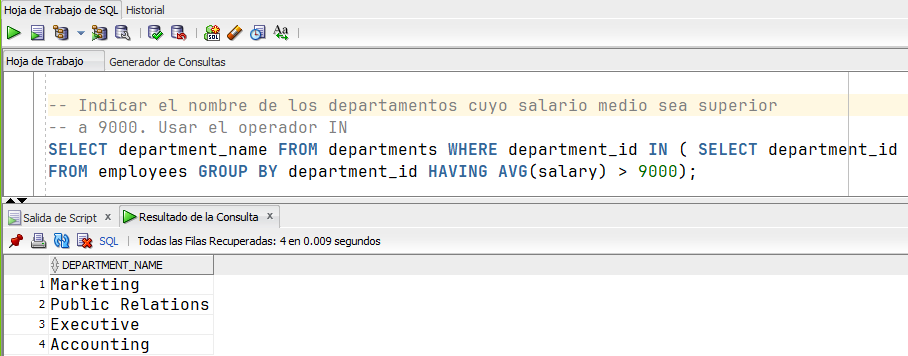 Hoja de Trabajo de SQL Historial
SQL
Aa
Hoja de Trabajo Generador de Consultas
-- Indicar el nombre de los departamentos cuyo salario medio sea superior
-- a 9000. Usar el operador IN
SELECT department_name FROM departments WHERE department_id IN ( SELECT department_id
FROM employees GROUP BY department_id HAVING AVG(salary) > 9000);
Salida de Script x Resultado de la Consulta x
SQL | Todas las Filas Recuperadas: 4 en 0.009 segundos
DEPARTMENT_NAME
1 Marketing
2 Public Relations
3 Executive
4 Accounting